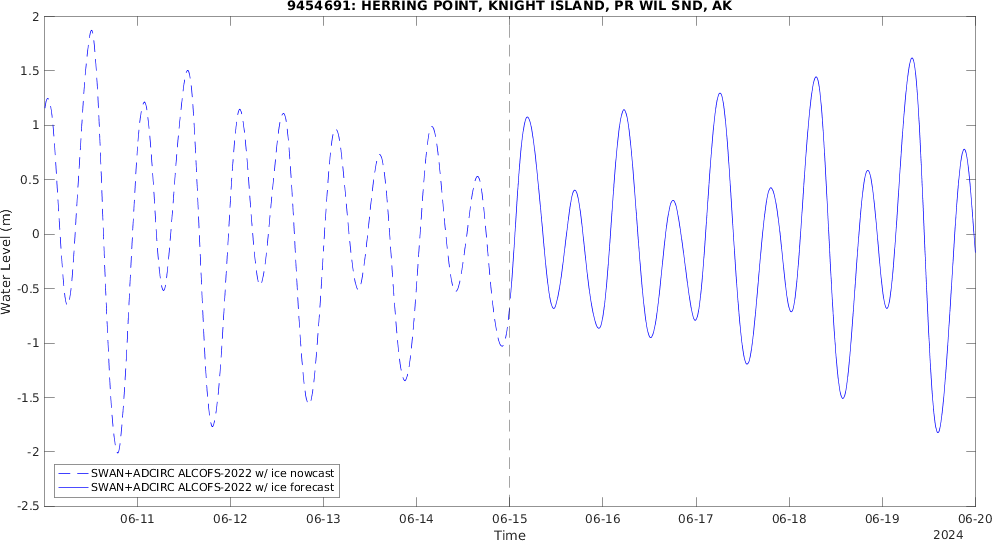 9454691: HERRING POINT, KNIGHT ISLAND, PR WIL SND, AK
2
1.5
1
0.5
0
-0.5
-1
-1.5
-2
-2.5
Water Level (m)
SWAN+ADCIRC ALCOFS-2022 w/ ice nowcast
SWAN+ADCIRC ALCOFS-2022 w/ ice forecast
06-11 06-12 06-13 06-14 06-15 06-16 06-17 06-18 06-19 06-20
Time
2024